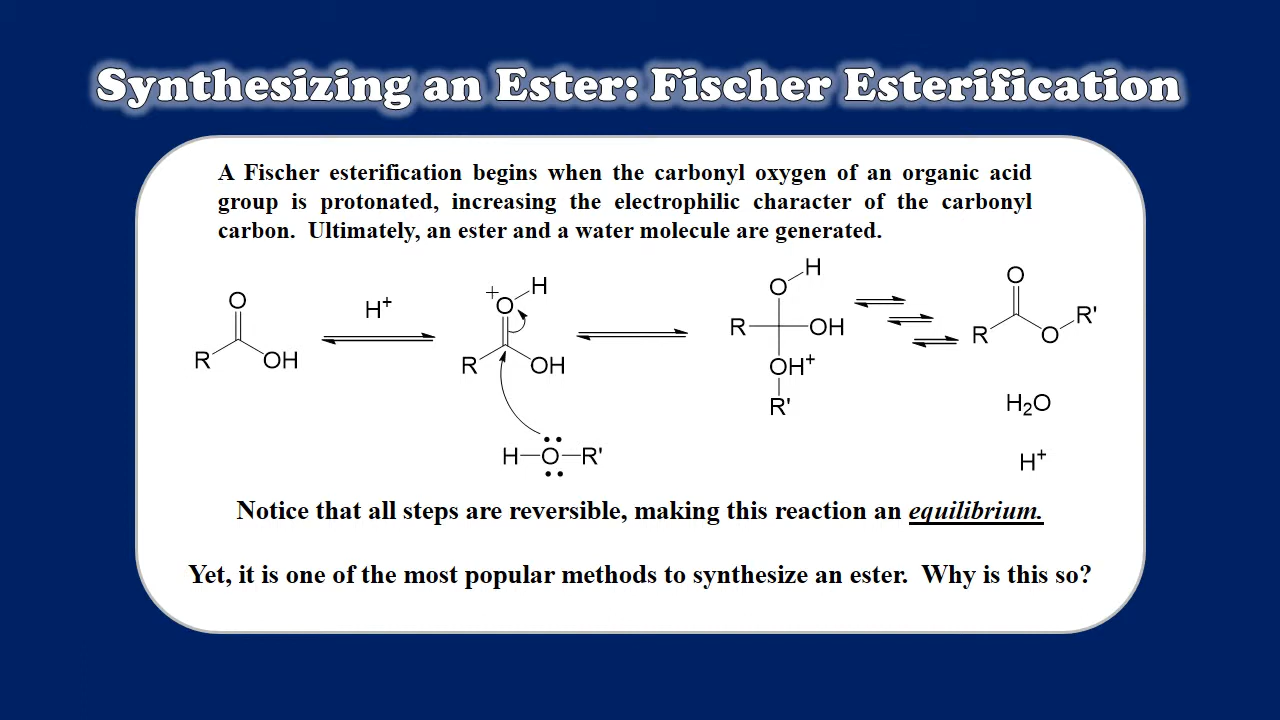 Synthesizing an Ester: Fischer Esterification
A Fischer esterification begins when the carbonyl oxygen of an organic acid
group is protonated, increasing the electrophilic character of the carbonyl
carbon. Ultimately, an ester and a water molecule are generated.
O
R
OH
H⁺
+
O
H
R
OH
H
O
R'
H
O
R
OH
OH⁺
R'
O
R
O
R'
H₂O
H⁺
Notice that all steps are reversible, making this reaction an equilibrium.
Yet, it is one of the most popular methods to synthesize an ester. Why is this so?